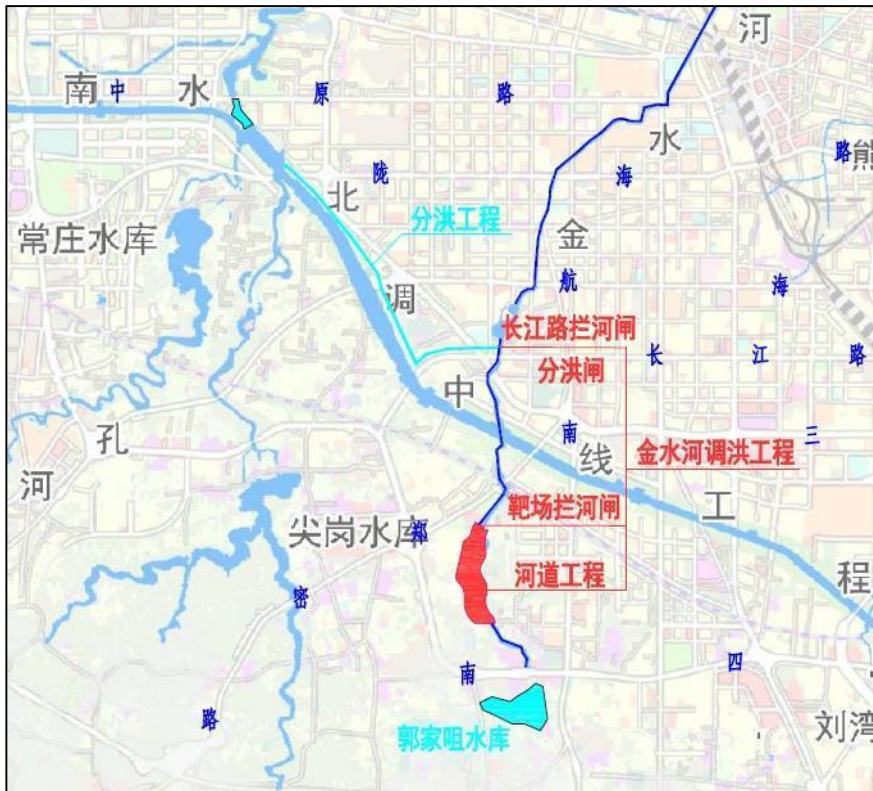 南水北调中线工程
中原路
陇海路
金水河
熊
路
分洪工程
常庄水库
航海
长江路拦河闸
长江路
分洪闸
南三
金水河调洪工程
孔河
尖岗水库
郑密路
靶场拦河闸
河道工程
南四
刘湾
郭家咀水库